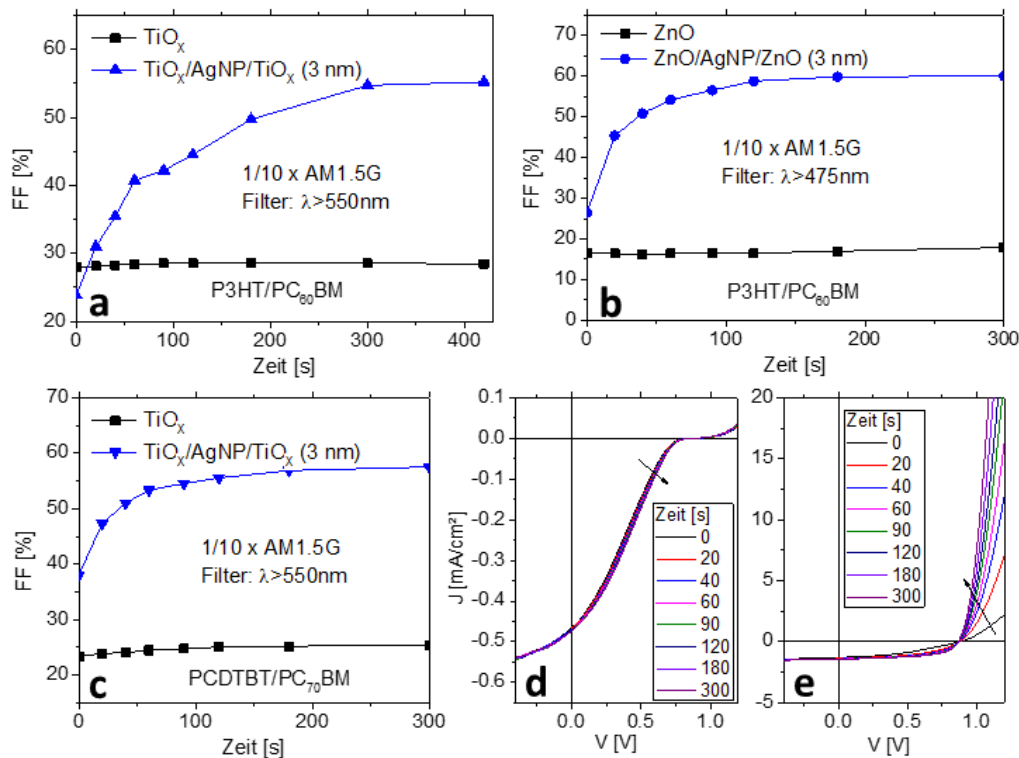 TiOₓ
TiOₓ/AgNP/TiOₓ (3 nm)
1/10 x AM1.5G
Filter: λ>550nm
P3HT/PC₆₀BM
a
FF [%]
60
50
40
30
20
0 100 200 300 400
Zeit [s]
ZnO
ZnO/AgNP/ZnO (3 nm)
1/10 x AM1.5G
Filter: λ>475nm
P3HT/PC₆₀BM
b
FF [%]
70
60
50
40
30
20
10
0
0 100 200 300
Zeit [s]
TiOₓ
TiOₓ/AgNP/TiOₓ (3 nm)
1/10 x AM1.5G
Filter: λ>550nm
PCDTBT/PC₇₀BM
c
FF [%]
70
60
50
40
30
20
0 100 200 300
Zeit [s]
J [mA/cm²]
0.1
0.0
-0.1
-0.2
-0.3
-0.4
-0.5
-0.6
Zeit [s]
0
20
40
60
90
120
180
300
d
0.0 0.5 1.0
V [V]
20
15
10
5
0
-5
Zeit [s]
0
20
40
60
90
120
180
300
e
0.0 0.5 1.0
V [V]